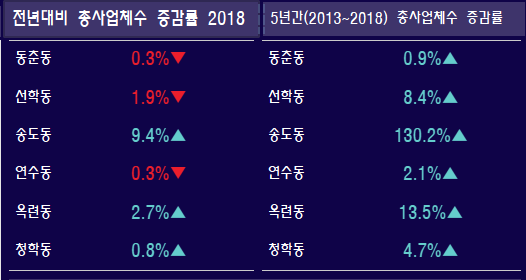 전년대비 총사업체수 증감률 2018
동춘동 0.3%▼
선학동 1.9%▼
송도동 9.4%▲
연수동 0.3%▼
옥련동 2.7%▲
청학동 0.8%▲
5년간(2013~2018) 총사업체수 증감률
동춘동 0.9%▲
선학동 8.4%▲
송도동 130.2%▲
연수동 2.1%▲
옥련동 13.5%▲
청학동 4.7%▲